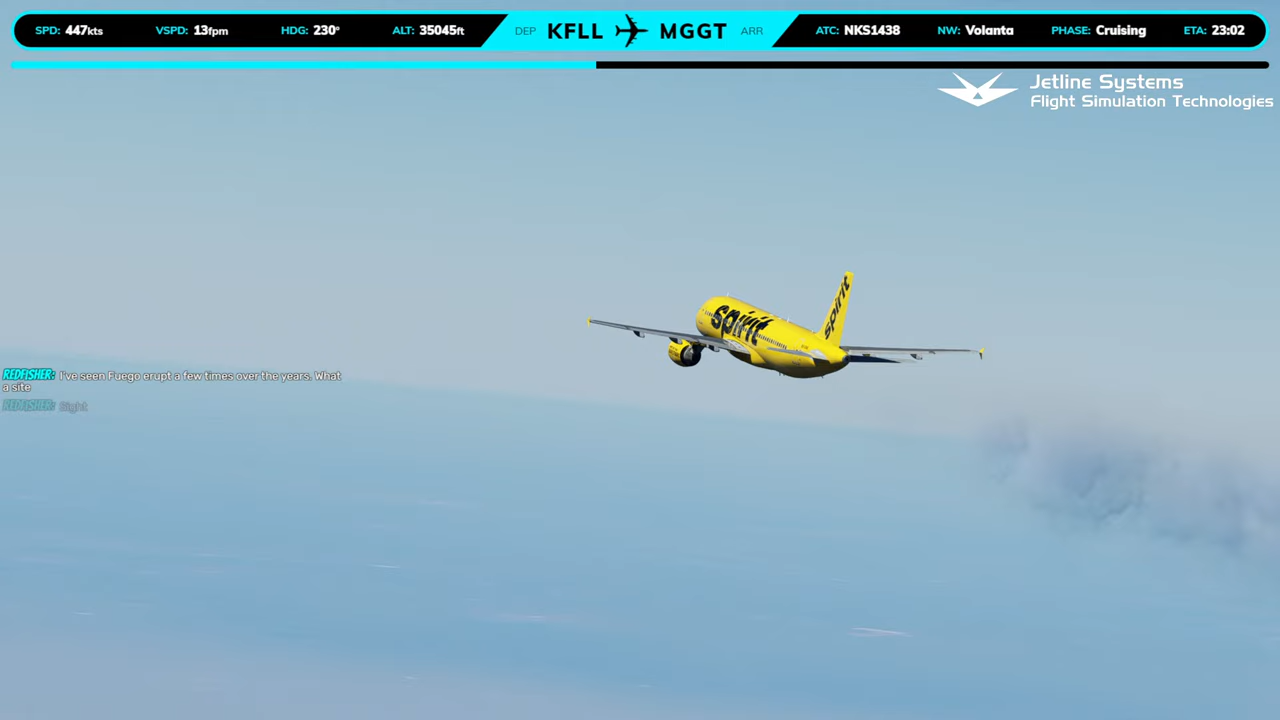 SPD: 447kts VSPD: 13fpm HDG: 230° ALT: 35045ft DEP KFLL MGGT ARR ATC: NKS1438 NW: Volanta PHASE: Cruising ETA: 23:02
Jetline Systems
Flight Simulation Technologies
spirit
spirit
REDFISHER: I've seen Fuego erupt a few times over the years. What
a site
REDFISHER: Sight